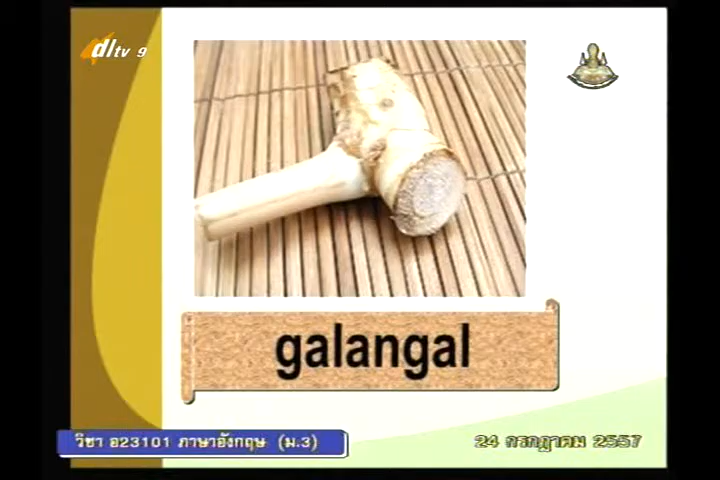 dltv 9
galangal
วิชา อ23101 ภาษาอังกฤษ (ม.3)
24 กรกฎาคม 2557